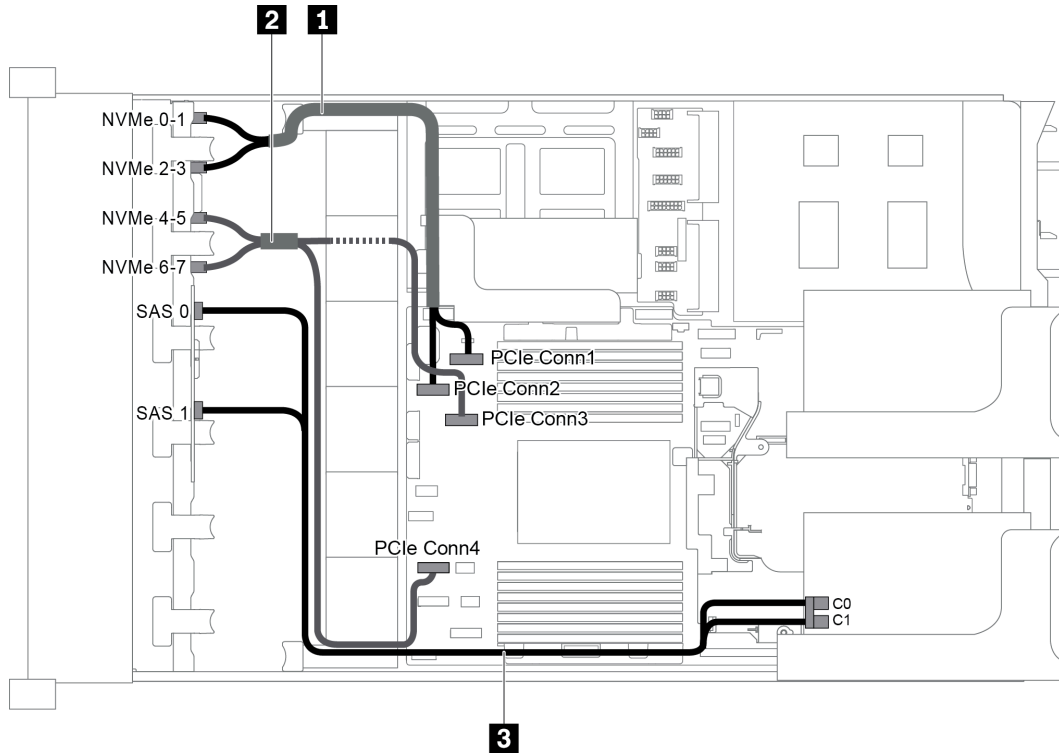 2 1
NVMe 0-1
NVMe 2-3
NVMe 4-5
NVMe 6-7
SAS 0
PCIe Conn1
PCIe Conn2
SAS 1
PCIe Conn3
PCIe Conn4
C0
C1
3